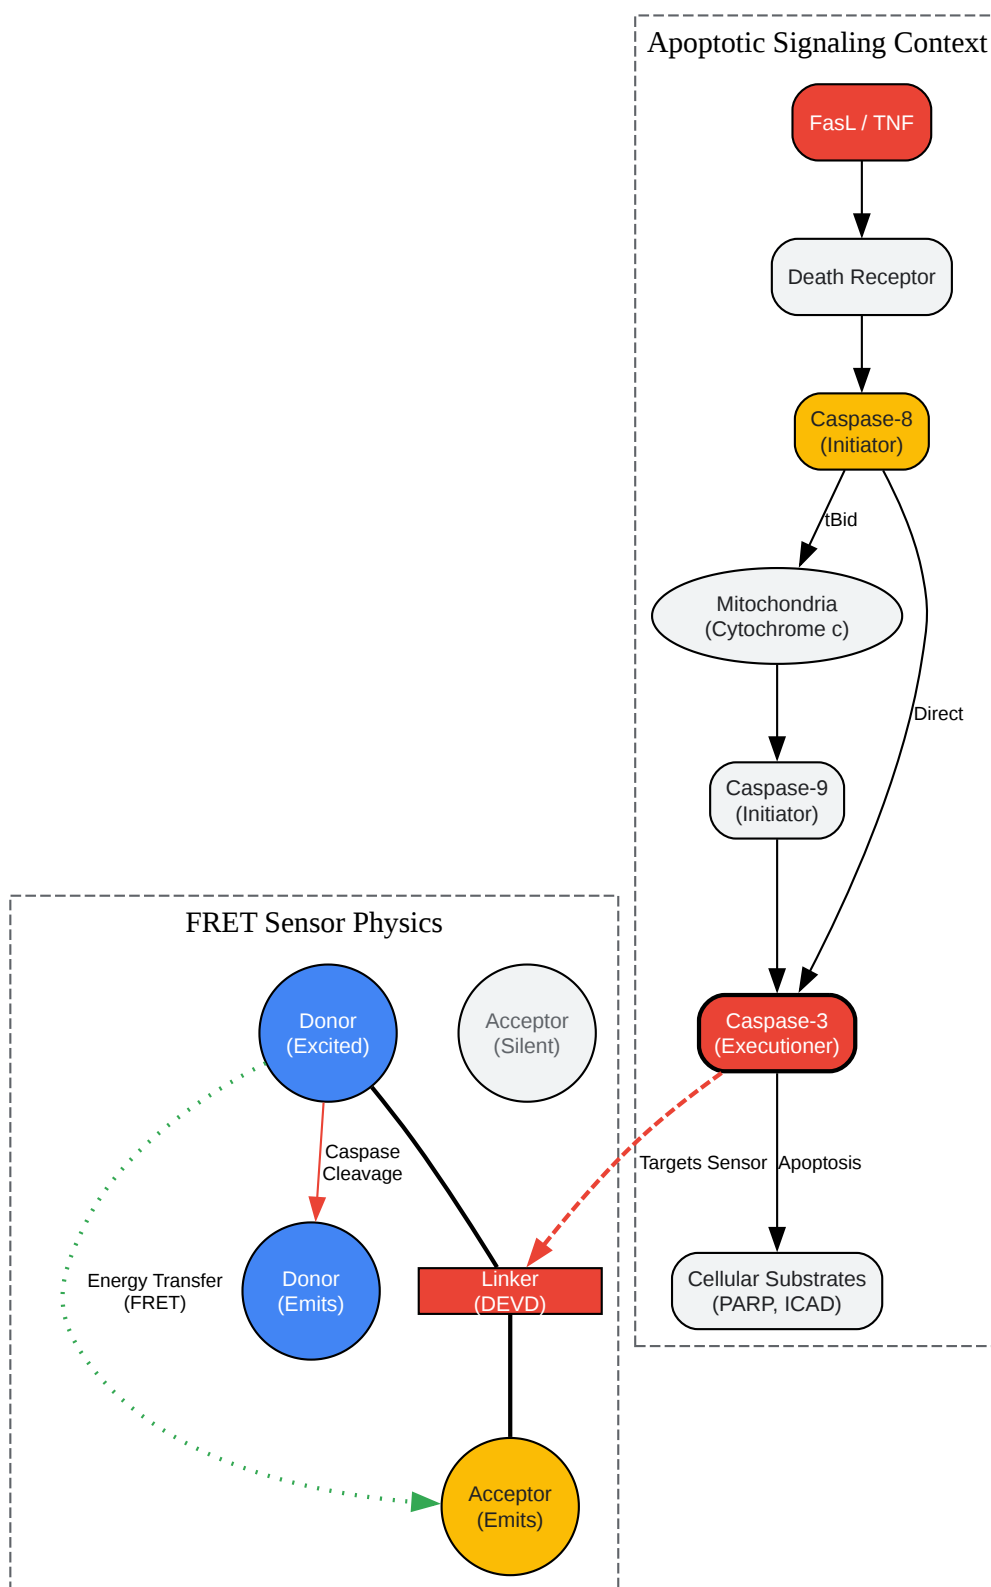 Apoptotic Signaling Context
FasL / TNF
Death Receptor
Caspase-8
(Initiator)
tBid
Mitochondria
(Cytochrome c)
Direct
Caspase-9
(Initiator)
Caspase-3
(Executioner)
Targets Sensor
Apoptosis
Cellular Substrates
(PARP, ICAD)
FRET Sensor Physics
Donor
(Excited)
Acceptor
(Silent)
Caspase
Cleavage
Energy Transfer
(FRET)
Donor
(Emits)
Linker
(DEVD)
Acceptor
(Emits)